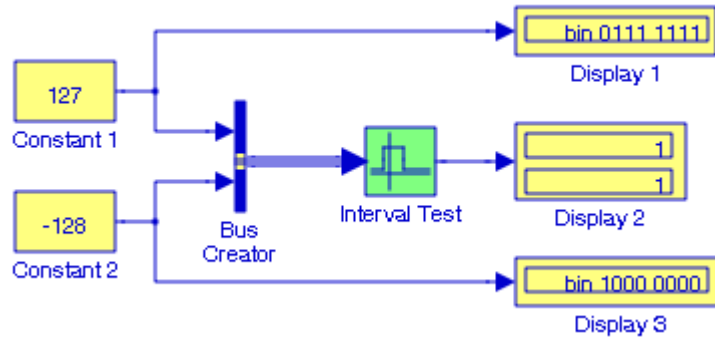 bin 0111 1111
Display 1
127
Constant 1
1
1
Interval Test
Display 2
-128
Constant 2
Bus
Creator
bin 1000 0000
Display 3